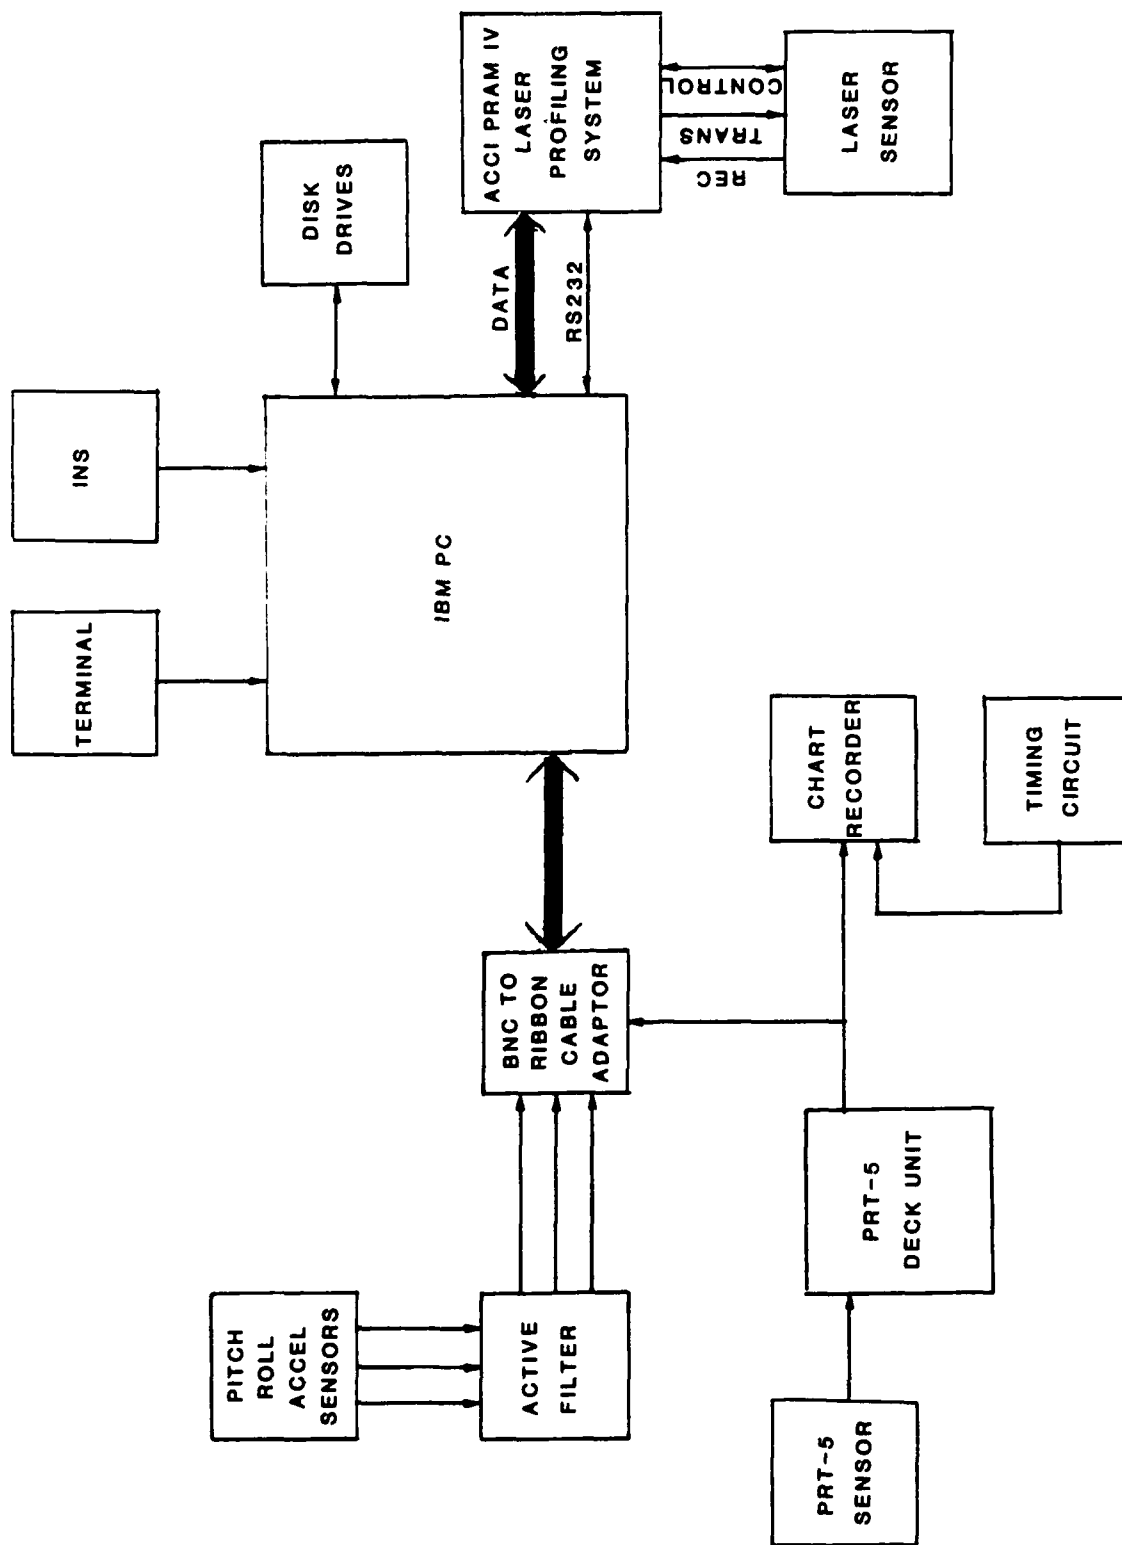 PITCH
ROLL
ACCEL
SENSORS
ACTIVE
FILTER
PRT-5
SENSOR
PRT-5
DECK UNIT
BNC TO
RIBBON
CABLE
ADAPTOR
TERMINAL
INS
IBM PC
CHART
RECORDER
TIMING
CIRCUIT
DISK
DRIVES
DATA
RS232
ACCI PRAM IV
LASER
PROFILING
SYSTEM
REC
TRANS
CONTROL
LASER
SENSOR